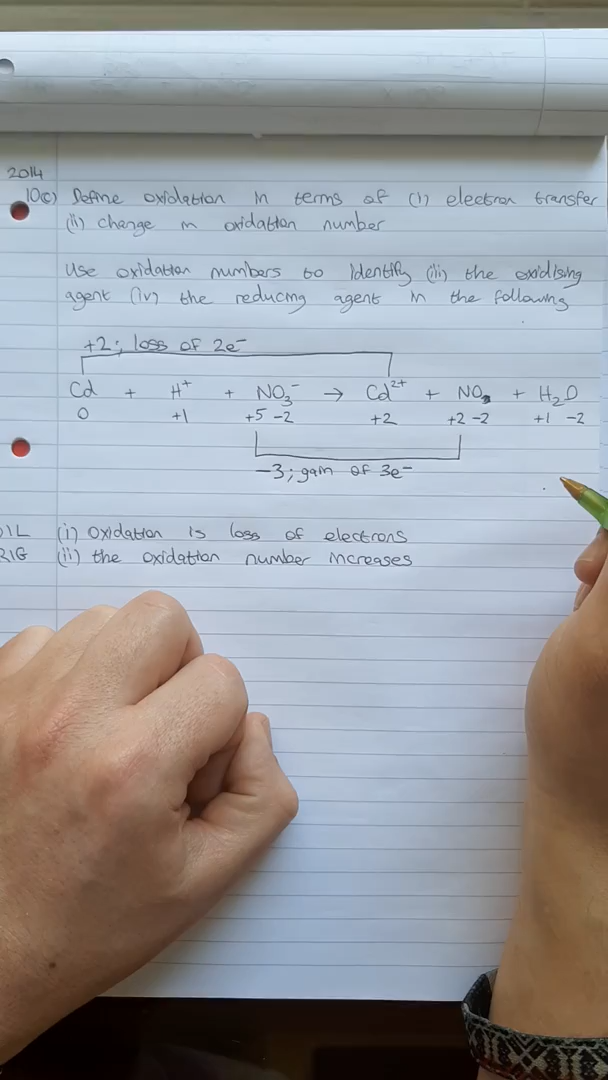 2014
10(c) Define oxidation in terms of (i) electron transfer
(ii) change in oxidation number
Use oxidation numbers to identify (iii) the oxidising
agent (iv) the reducing agent in the following
+2; loss of 2e⁻
Cd + H⁺ + NO₃⁻ → Cd²⁺ + NO + H₂O
0 +1 +5 -2 +2 +2 -2 +1 -2
-3; gain of 3e⁻
OIL (i) Oxidation is loss of electrons
RIG (ii) the oxidation number increases